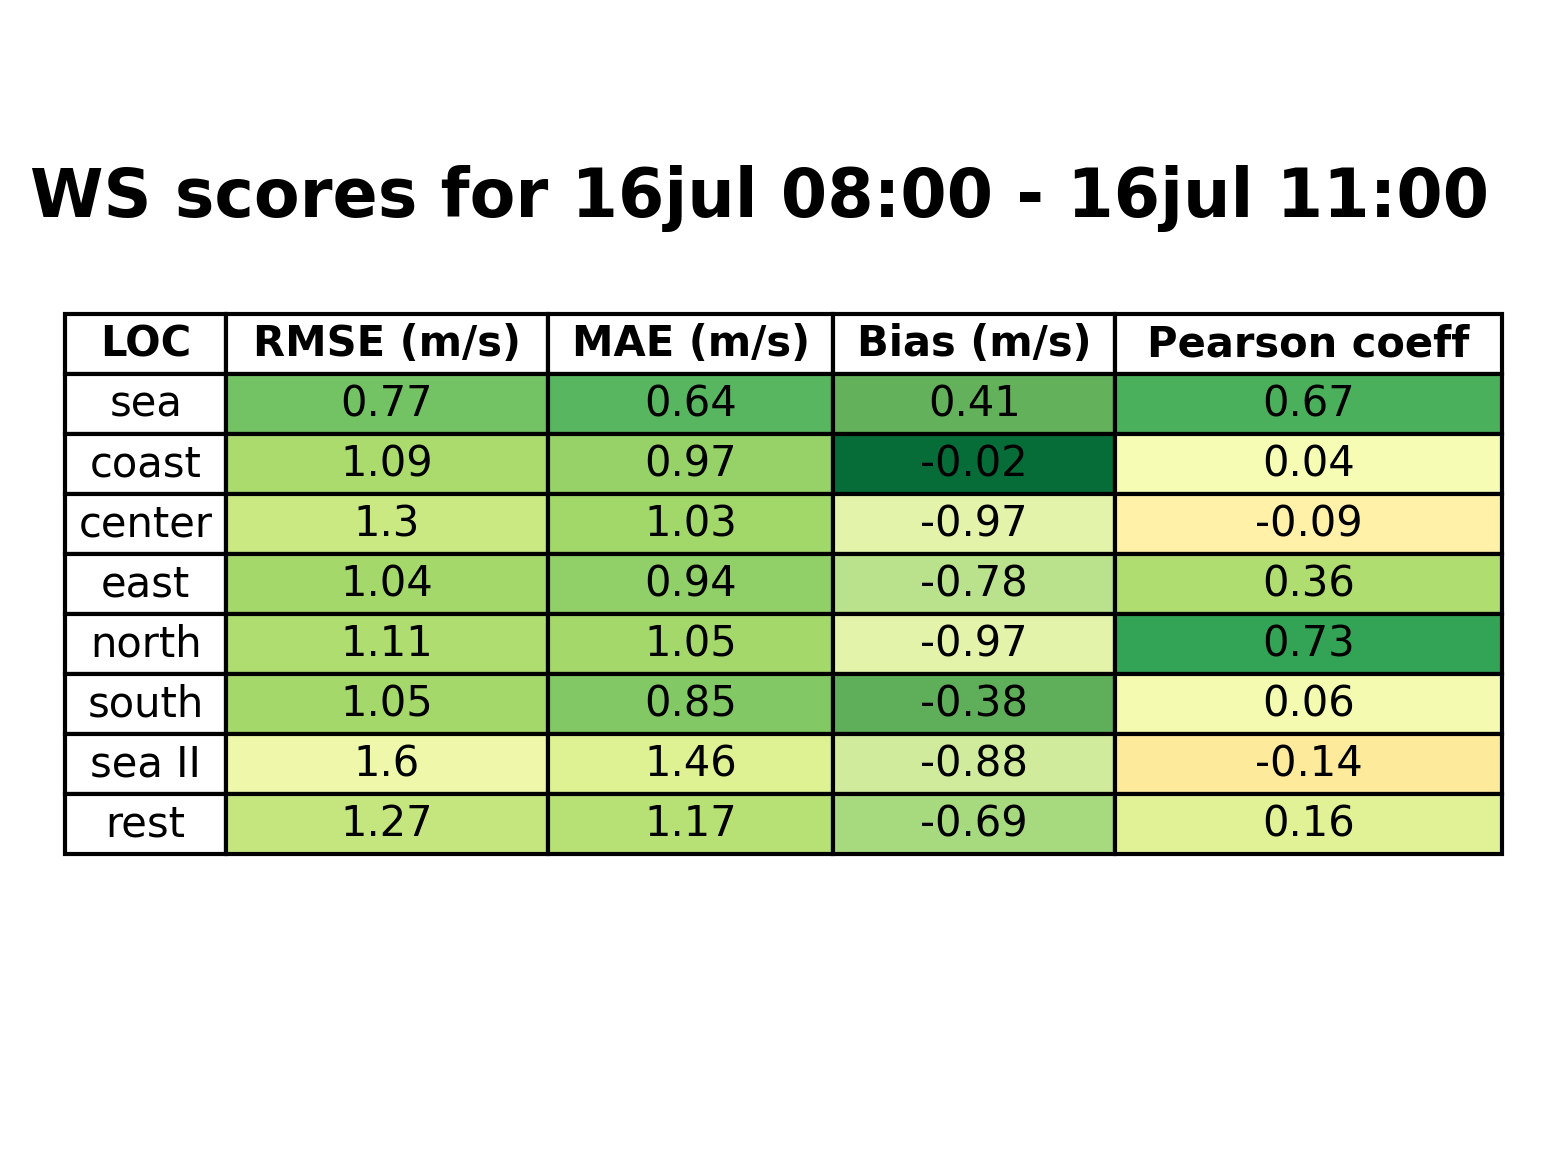 WS scores for 16jul 08:00 - 16jul 11:00
LOC RMSE (m/s) MAE (m/s) Bias (m/s) Pearson coeff
sea 0.77 0.64 0.41 0.67
coast 1.09 0.97 -0.02 0.04
center 1.3 1.03 -0.97 -0.09
east 1.04 0.94 -0.78 0.36
north 1.11 1.05 -0.97 0.73
south 1.05 0.85 -0.38 0.06
sea II 1.6 1.46 -0.88 -0.14
rest 1.27 1.17 -0.69 0.16